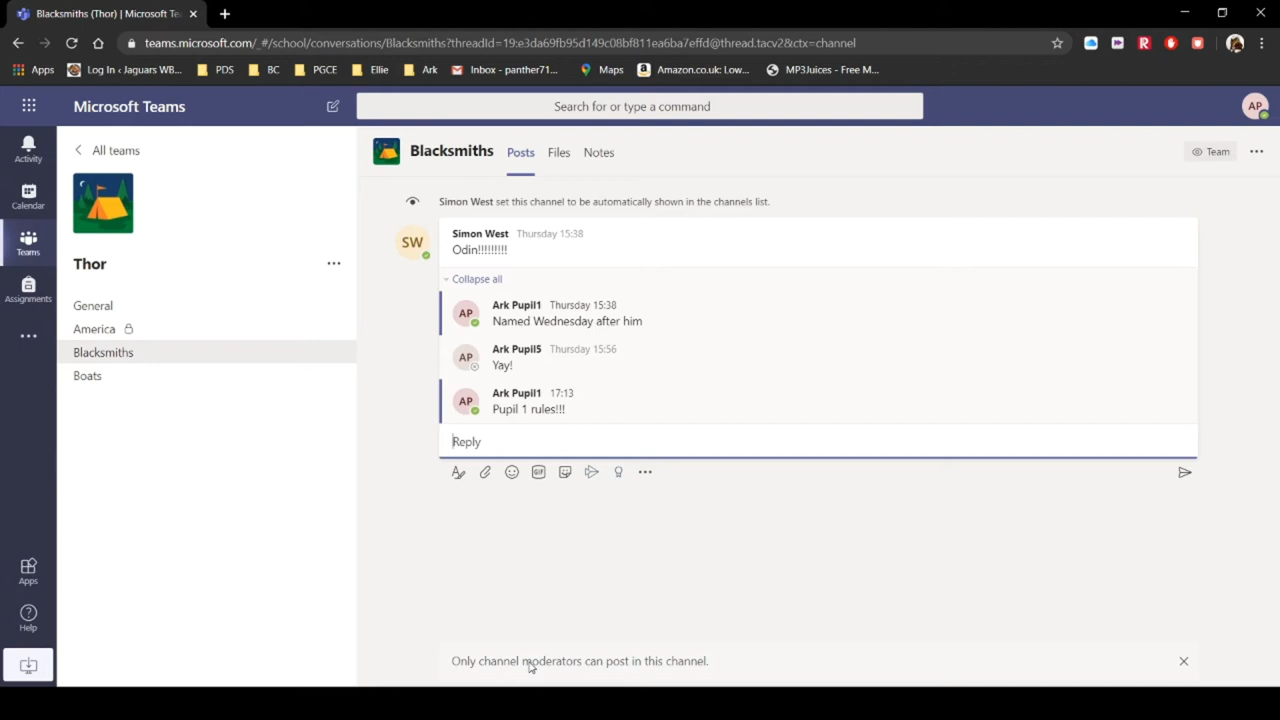 Blacksmiths (Thor) | Microsoft Te
teams.microsoft.com/_#/school/conversations/Blacksmiths?threadId=19:e3da69fb95d149c08bf811ea6ba7effd@thread.tacv2&ctx=channel
Apps Log In ‹ Jaguars WB... PDS BC PGCE Ellie Ark Inbox - panther71... Maps Amazon.co.uk: Low... MP3Juices - Free M...
Microsoft Teams Search for or type a command AP
Activity
Calendar
Teams
Assignments
Apps
Help
All teams
Thor
General
America
Blacksmiths
Boats
Blacksmiths Posts Files Notes Team
Simon West set this channel to be automatically shown in the channels list.
SW Simon West Thursday 15:38
Odin!!!!!!!!!
Collapse all
AP Ark Pupil1 Thursday 15:38
Named Wednesday after him
AP Ark Pupil5 Thursday 15:56
Yay!
AP Ark Pupil1 17:13
Pupil 1 rules!!!
Reply
GIF
Only channel moderators can post in this channel.